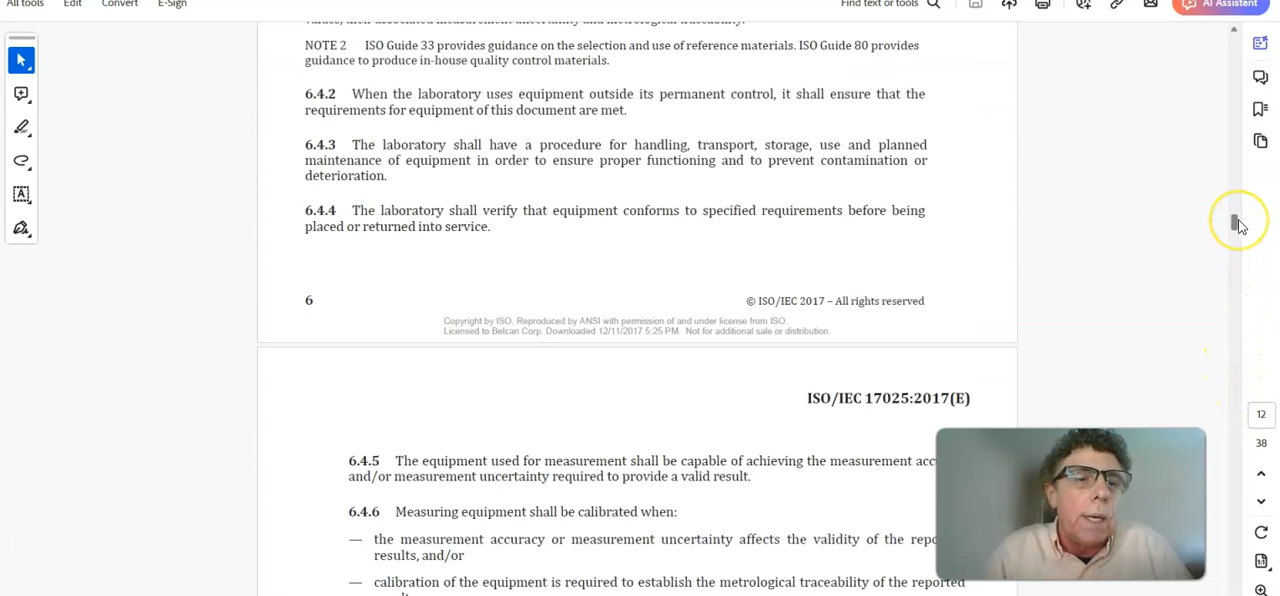 All tools Edit Convert E-Sign Find text or tools AI Assistant
values, their associated measurement uncertainty and metrological traceability.
NOTE 2 ISO Guide 33 provides guidance on the selection and use of reference materials. ISO Guide 80 provides
guidance to produce in-house quality control materials.
6.4.2 When the laboratory uses equipment outside its permanent control, it shall ensure that the
requirements for equipment of this document are met.
6.4.3 The laboratory shall have a procedure for handling, transport, storage, use and planned
maintenance of equipment in order to ensure proper functioning and to prevent contamination or
deterioration.
6.4.4 The laboratory shall verify that equipment conforms to specified requirements before being
placed or returned into service.
6 © ISO/IEC 2017 – All rights reserved
Copyright by ISO. Reproduced by ANSI with permission of and under license from ISO.
Licensed to Belcan Corp. Downloaded 12/11/2017 5:25 PM. Not for additional sale or distribution.
ISO/IEC 17025:2017(E)
12
38
6.4.5 The equipment used for measurement shall be capable of achieving the measurement
and/or measurement uncertainty required to provide a valid result.
6.4.6 Measuring equipment shall be calibrated when:
— the measurement accuracy or measurement uncertainty affects the validity of the
results, and/or
— calibration of the equipment is required to establish the metrological traceability of the reported